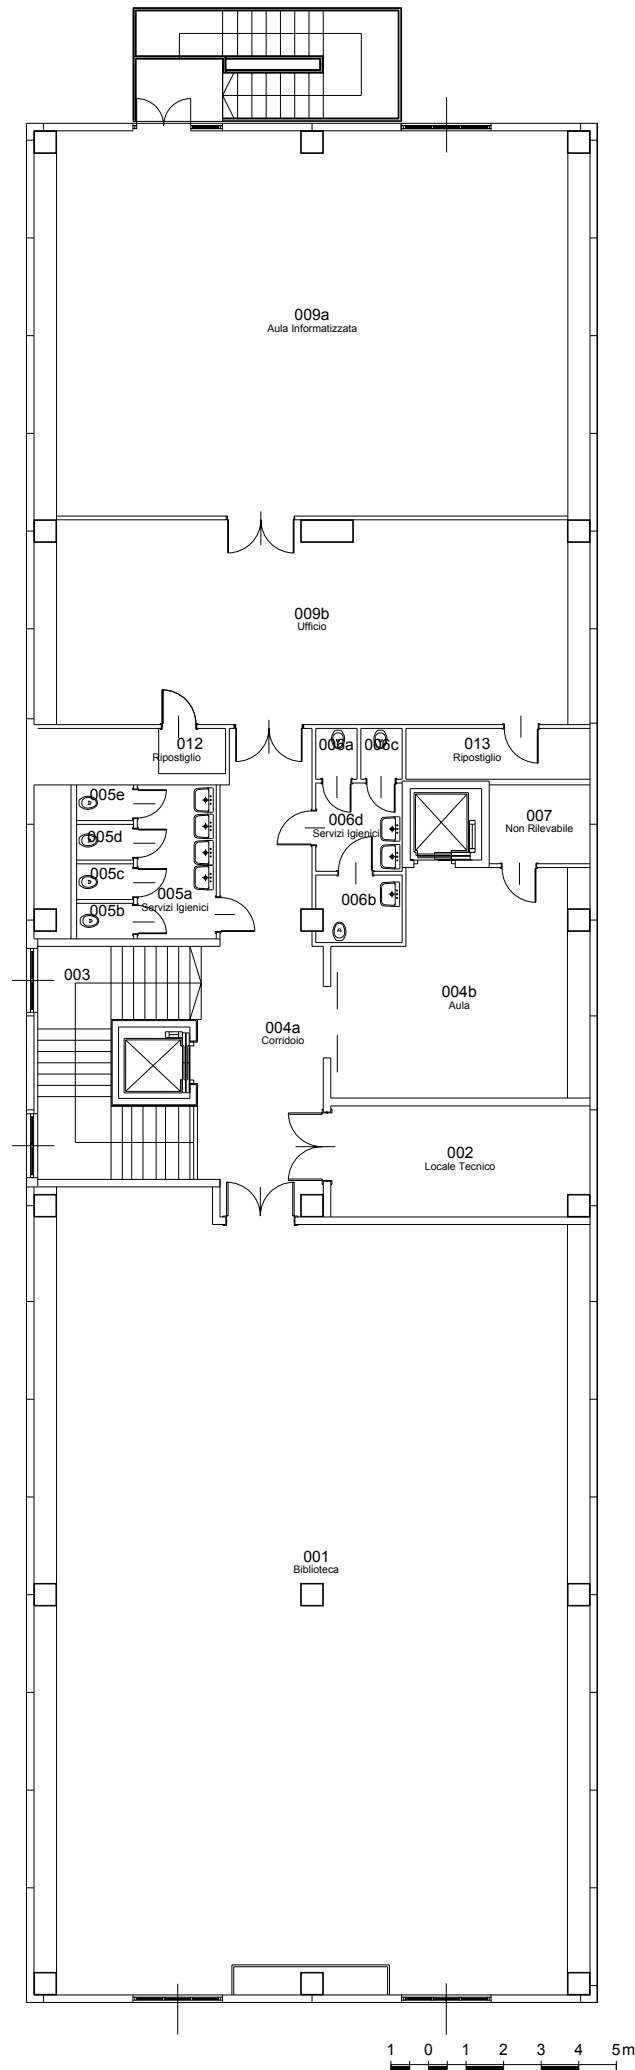 009a
Aula Informatizzata
009b
Ufficio
012
Ripostiglio
006a
006c
013
Ripostiglio
005e
006d
Servizi Igienici
007
Non Rilevabile
005d
005c
005a
Servizi Igienici
006b
005b
003
004b
Aula
004a
Corridoio
002
Locale Tecnico
001
Biblioteca
1 0 1 2 3 4 5m